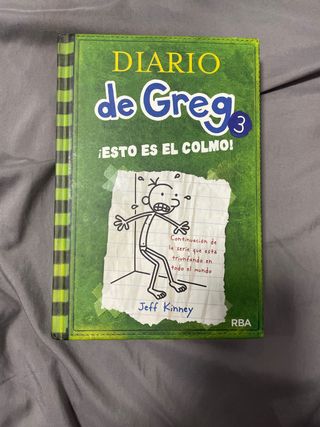 DIARIO
de Greg 3
¡ESTO ES EL COLMO!
Continuación de
la serie que está
triunfando en
todo el mundo
Jeff Kinney
RBA